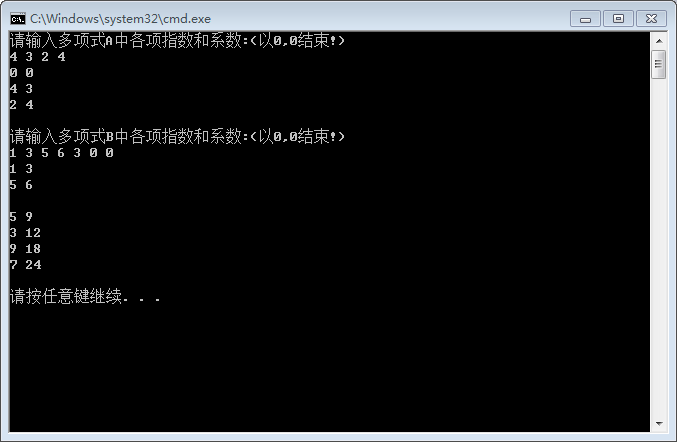 C:\Windows\system32\cmd.exe
请输入多项式A中各项指数和系数:(以0,0结束!)
4 3 2 4
0 0
4 3
2 4
请输入多项式B中各项指数和系数:(以0,0结束!)
1 3 5 6 3 0 0
1 3
5 6
5 9
3 12
9 18
7 24
请按任意键继续. . .